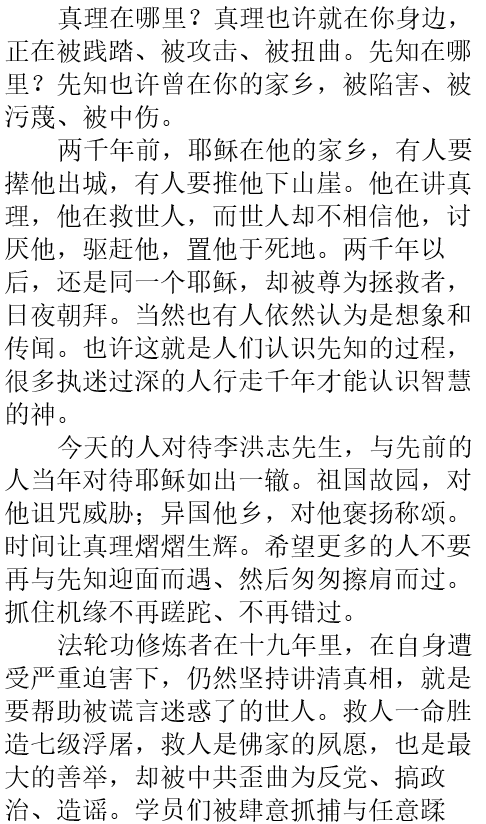 真理在哪里？真理也许就在你身边，
正在被践踏、被攻击、被扭曲。先知在哪
里？先知也许曾在你的家乡，被陷害、被
污蔑、被中伤。
两千年前，耶稣在他的家乡，有人要
撵他出城，有人要推他下山崖。他在讲真
理，他在救世人，而世人却不相信他，讨
厌他，驱赶他，置他于死地。两千年以
后，还是同一个耶稣，却被尊为拯救者，
日夜朝拜。当然也有人依然认为是想象和
传闻。也许这就是人们认识先知的过程，
很多执迷过深的人行走千年才能认识智慧
的神。
今天的人对待李洪志先生，与先前的
人当年对待耶稣如出一辙。祖国故园，对
他诅咒威胁；异国他乡，对他褒扬称颂。
时间让真理熠熠生辉。希望更多的人不要
再与先知迎面而遇、然后匆匆擦肩而过。
抓住机缘不再蹉跎、不再错过。
法轮功修炼者在十九年里，在自身遭
受严重迫害下，仍然坚持讲清真相，就是
要帮助被谎言迷惑了的世人。救人一命胜
造七级浮屠，救人是佛家的夙愿，也是最
大的善举，却被中共歪曲为反党、搞政
治、造谣。学员们被肆意抓捕与任意蹂